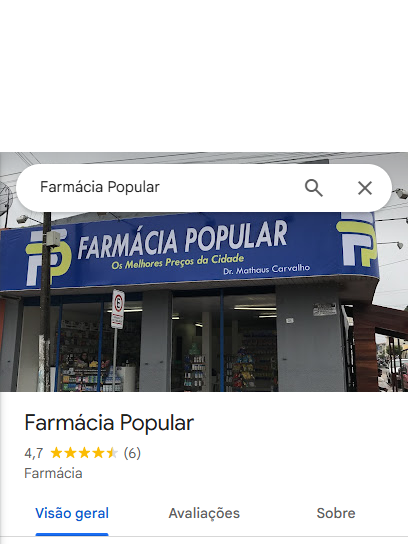 Farmácia Popular
FARMÁCIA POPULAR
Os Melhores Preços da Cidade
Dr. Mathaus Carvalho
E
Farmácia Popular
4,7 (6)
Farmácia
Visão geral Avaliações Sobre